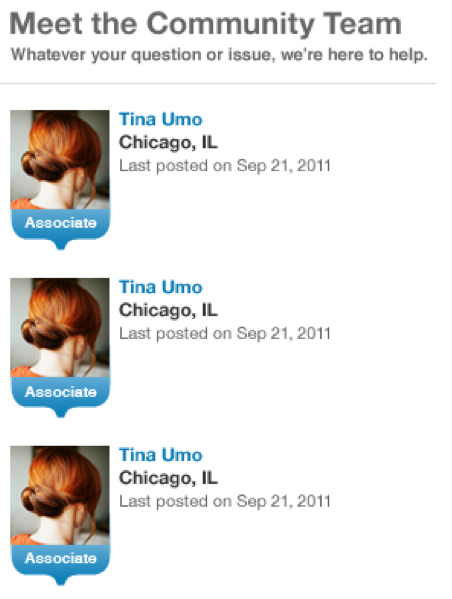 Meet the Community Team
Whatever your question or issue, we're here to help.
Tina Umo
Chicago, IL
Last posted on Sep 21, 2011
Associate
Tina Umo
Chicago, IL
Last posted on Sep 21, 2011
Associate
Tina Umo
Chicago, IL
Last posted on Sep 21, 2011
Associate